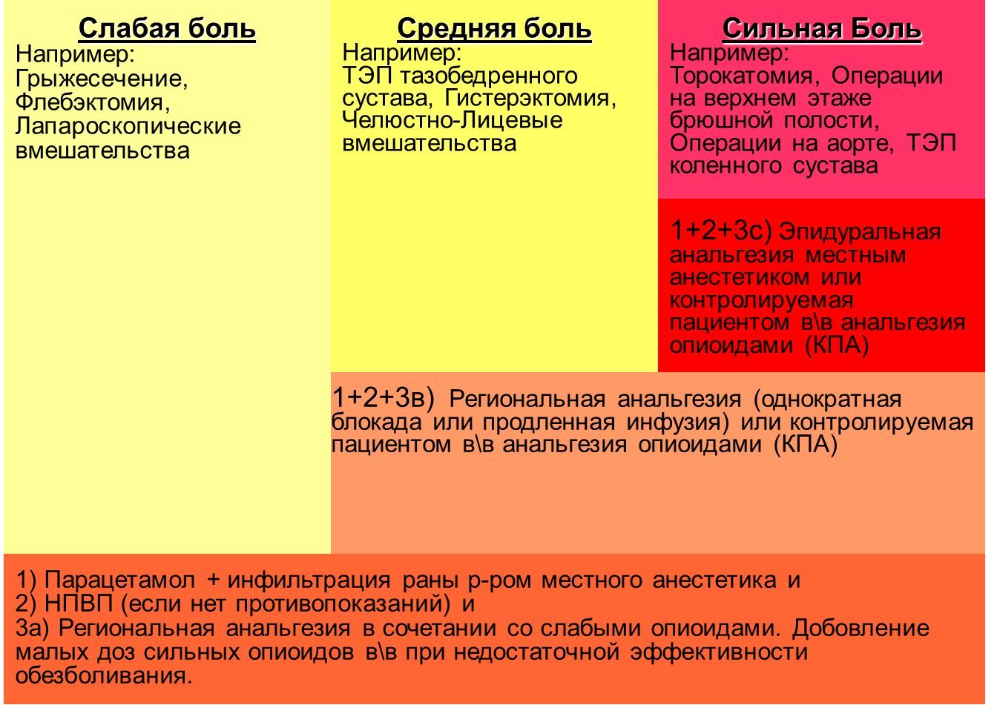 Слабая боль
Например:
Грыжесечение,
Флебэктомия,
Лапароскопические
вмешательства
Средняя боль
Например:
ТЭП тазобедренного
сустава, Гистерэктомия,
Челюстно-Лицевые
вмешательства
Сильная Боль
Например:
Торокатомия, Операции
на верхнем этаже
брюшной полости,
Операции на аорте, ТЭП
коленного сустава
1+2+3с) Эпидуральная
анальгезия местным
анестетиком или
контролируемая
пациентом в\в анальгезия
опиоидами (КПА)
1+2+3в) Региональная анальгезия (однократная
блокада или продленная инфузия) или контролируемая
пациентом в\в анальгезия опиоидами (КПА)
1) Парацетамол + инфильтрация раны р-ром местного анестетика и
2) НПВП (если нет противопоказаний) и
3а) Региональная анальгезия в сочетании со слабыми опиоидами. Добовление
малых доз сильных опиоидов в\в при недостаточной эффективности
обезболивания.